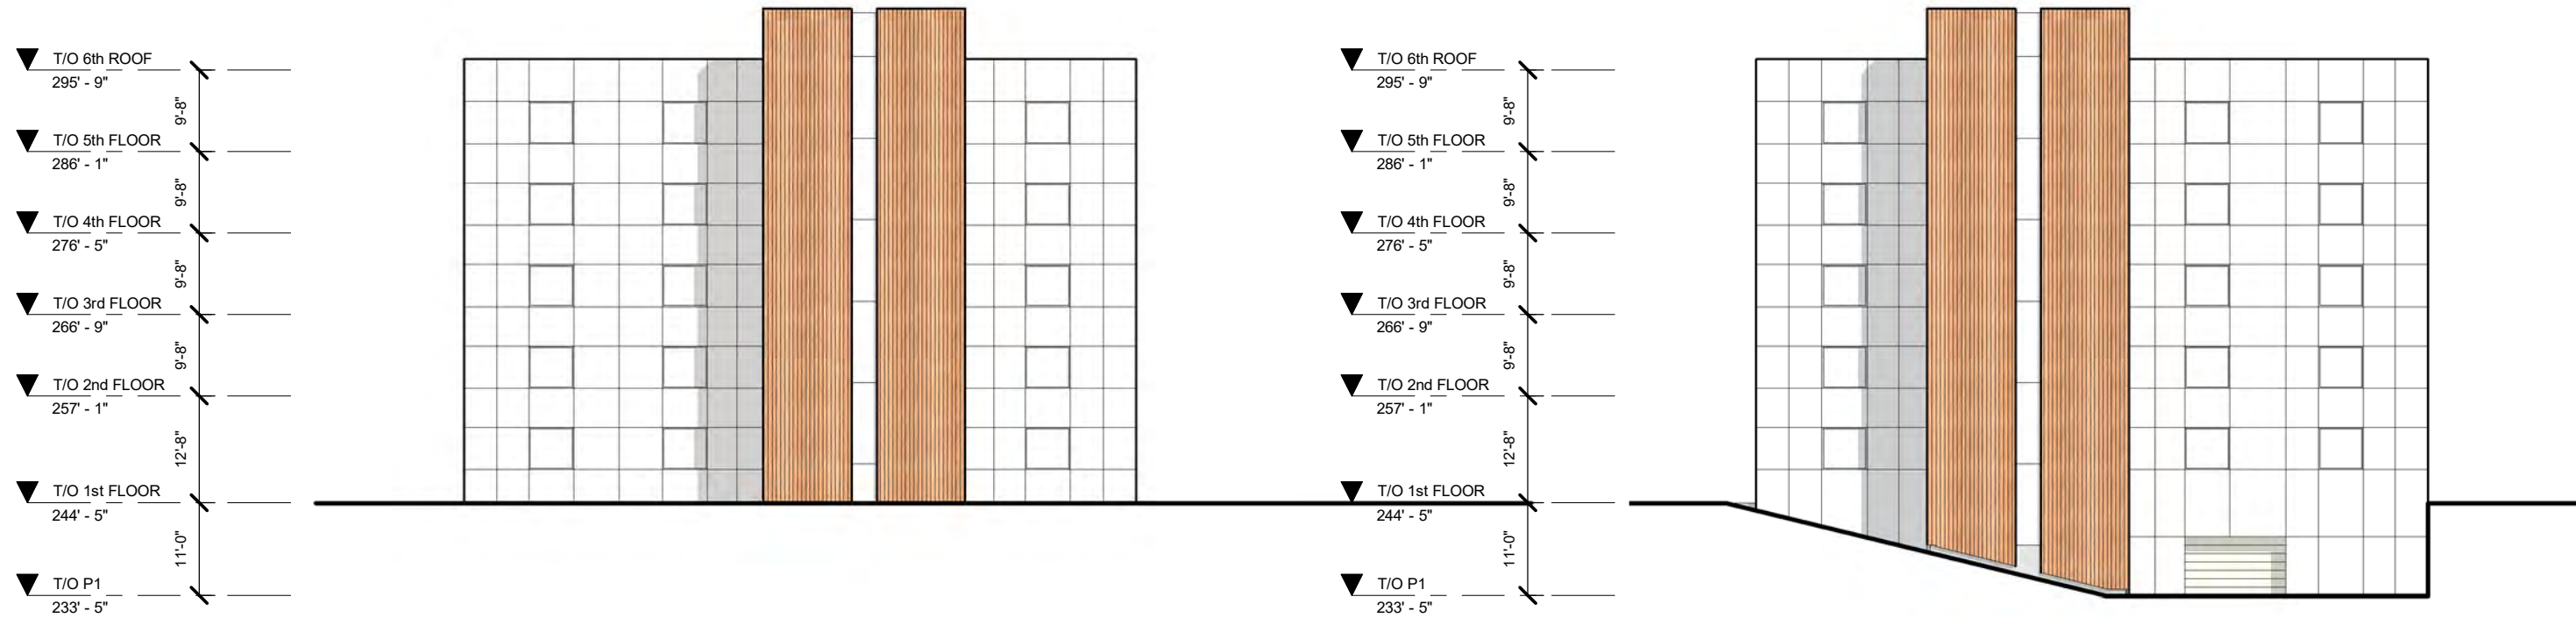 T/O 6th ROOF
295' - 9"
9'-8"
T/O 5th FLOOR
286' - 1"
9'-8"
T/O 4th FLOOR
276' - 5"
9'-8"
T/O 3rd FLOOR
266' - 9"
9'-8"
T/O 2nd FLOOR
257' - 1"
12'-8"
T/O 1st FLOOR
244' - 5"
11'-0"
T/O P1
233' - 5"
T/O 6th ROOF
295' - 9"
9'-8"
T/O 5th FLOOR
286' - 1"
9'-8"
T/O 4th FLOOR
276' - 5"
9'-8"
T/O 3rd FLOOR
266' - 9"
9'-8"
T/O 2nd FLOOR
257' - 1"
12'-8"
T/O 1st FLOOR
244' - 5"
11'-0"
T/O P1
233' - 5"